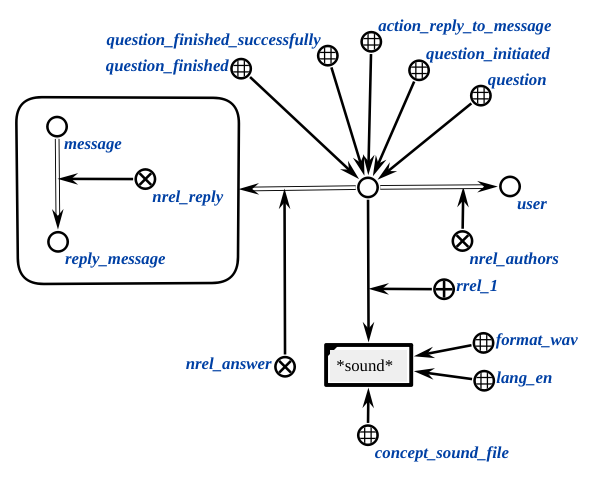 action_reply_to_message
question_finished_successfully
question_initiated
question_finished
question
message
nrel_reply
user
reply_message
nrel_authors
rrel_1
nrel_answer
*sound*
format_wav
lang_en
concept_sound_file